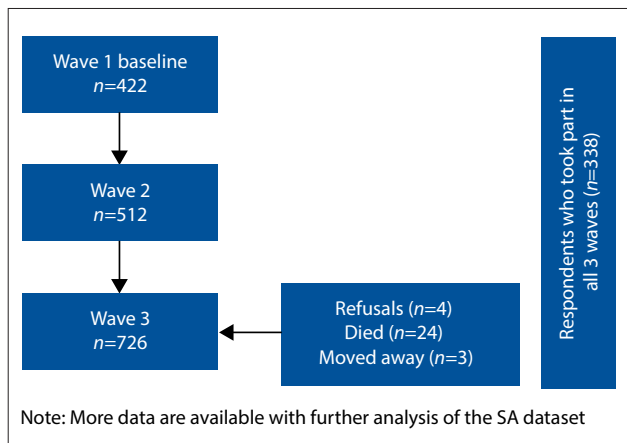 Wave 1 baseline
n=422
Wave 2
n=512
Wave 3
n=726
Refusals (n=4)
Died (n=24)
Moved away (n=3)
Respondents who took part in
all 3 waves (n=338)
Note: More data are available with further analysis of the SA dataset